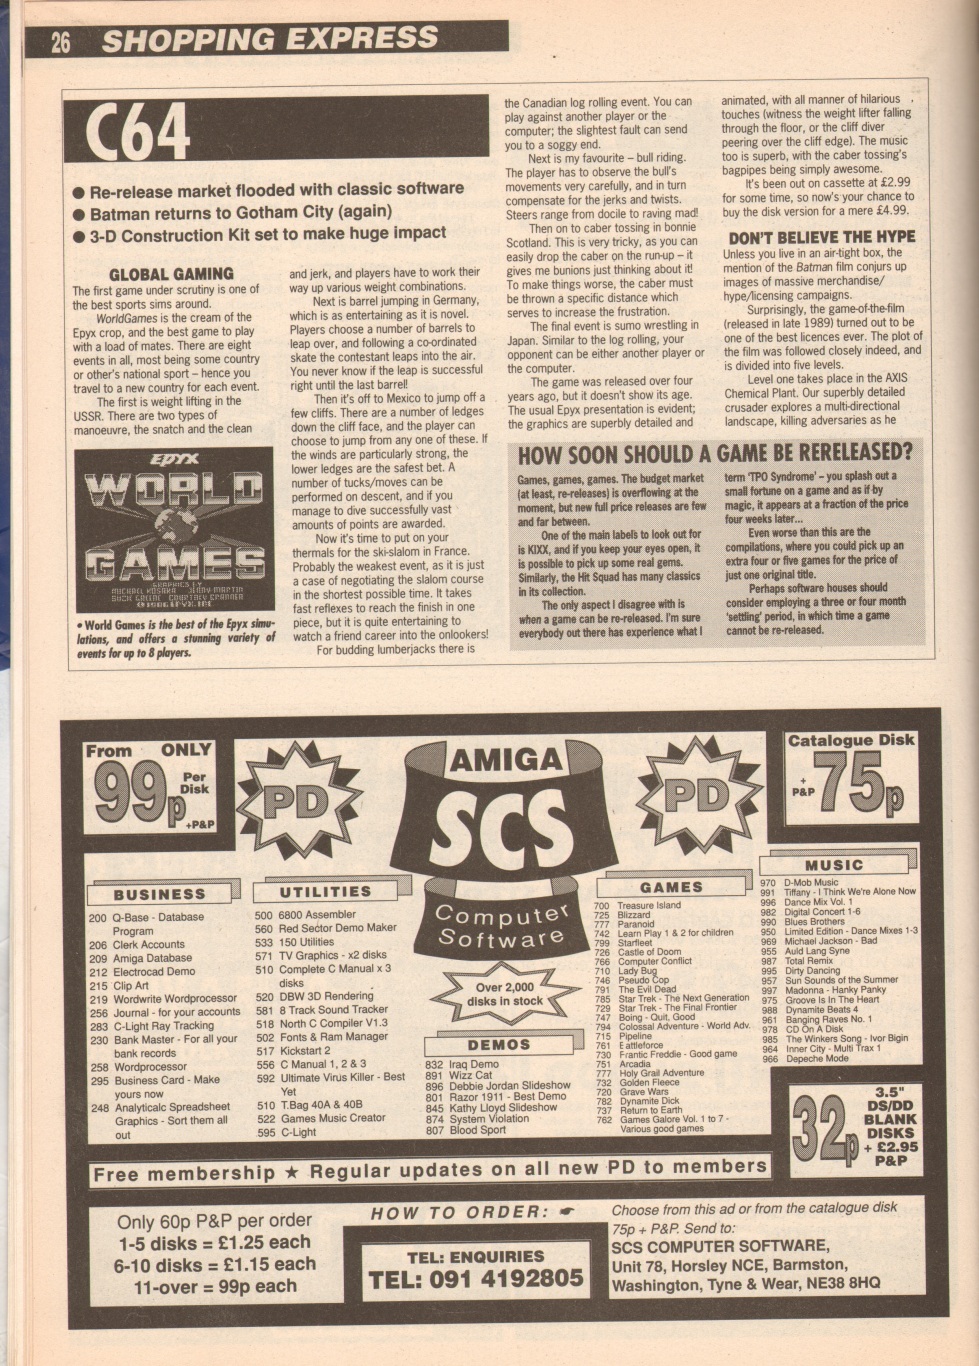 26 SHOPPING EXPRESS
C64
● Re-release market flooded with classic software
● Batman returns to Gotham City (again)
● 3-D Construction Kit set to make huge impact
GLOBAL GAMING
The first game under scrutiny is one of
the best sports sims around.
WorldGames is the cream of the
Epyx crop, and the best game to play
with a load of mates. There are eight
events in all, most being some country
or other's national sport – hence you
travel to a new country for each event.
The first is weight lifting in the
USSR. There are two types of
manoeuvre, the snatch and the clean
EPYX
WORLD
GAMES
GRAPHICS BY
MICHAEL KOSAKA JENNY MARTIN
SUZIE GREENE COURTNEY GRANNER
©1986 EPYX, INC
• World Games is the best of the Epyx simu-
lations, and offers a stunning variety of
events for up to 8 players.
and jerk, and players have to work their
way up various weight combinations.
Next is barrel jumping in Germany,
which is as entertaining as it is novel.
Players choose a number of barrels to
leap over, and following a co-ordinated
skate the contestant leaps into the air.
You never know if the leap is successful
right until the last barrel!
Then it's off to Mexico to jump off a
few cliffs. There are a number of ledges
down the cliff face, and the player can
choose to jump from any one of these. If
the winds are particularly strong, the
lower ledges are the safest bet. A
number of tucks/moves can be
performed on descent, and if you
manage to dive successfully vast
amounts of points are awarded.
Now it's time to put on your
thermals for the ski-slalom in France.
Probably the weakest event, as it is just
a case of negotiating the slalom course
in the shortest possible time. It takes
fast reflexes to reach the finish in one
piece, but it is quite entertaining to
watch a friend career into the onlookers!
For budding lumberjacks there is
the Canadian log rolling event. You can
play against another player or the
computer; the slightest fault can send
you to a soggy end.
Next is my favourite – bull riding.
The player has to observe the bull's
movements very carefully, and in turn
compensate for the jerks and twists.
Steers range from docile to raving mad!
Then on to caber tossing in bonnie
Scotland. This is very tricky, as you can
easily drop the caber on the run-up – it
gives me bunions just thinking about it!
To make things worse, the caber must
be thrown a specific distance which
serves to increase the frustration.
The final event is sumo wrestling in
Japan. Similar to the log rolling, your
opponent can be either another player or
the computer.
The game was released over four
years ago, but it doesn't show its age.
The usual Epyx presentation is evident;
the graphics are superbly detailed and
animated, with all manner of hilarious
touches (witness the weight lifter falling
through the floor, or the cliff diver
peering over the cliff edge). The music
too is superb, with the caber tossing's
bagpipes being simply awesome.
It's been out on cassette at £2.99
for some time, so now's your chance to
buy the disk version for a mere £4.99.
DON'T BELIEVE THE HYPE
Unless you live in an air-tight box, the
mention of the Batman film conjurs up
images of massive merchandise/
hype/licensing campaigns.
Surprisingly, the game-of-the-film
(released in late 1989) turned out to be
one of the best licences ever. The plot of
the film was followed closely indeed, and
is divided into five levels.
Level one takes place in the AXIS
Chemical Plant. Our superbly detailed
crusader explores a multi-directional
landscape, killing adversaries as he
HOW SOON SHOULD A GAME BE RERELEASED?
Games, games, games. The budget market
(at least, re-releases) is overflowing at the
moment, but new full price releases are few
and far between.
One of the main labels to look out for
is KIXX, and if you keep your eyes open, it
is possible to pick up some real gems.
Similarly, the Hit Squad has many classics
in its collection.
The only aspect I disagree with is
when a game can be re-released. I'm sure
everybody out there has experience what I
term 'TPO Syndrome' – you splash out a
small fortune on a game and as if by
magic, it appears at a fraction of the price
four weeks later...
Even worse than this are the
compilations, where you could pick up an
extra four or five games for the price of
just one original title.
Perhaps software houses should
consider employing a three or four month
'settling' period, in which time a game
cannot be re-released.
From ONLY
99p Per Disk +P&P
PD
AMIGA
SCS
Computer
Software
PD
Catalogue Disk
+ P&P 75p
Over 2,000
disks in stock
BUSINESS
200 Q-Base - Database
Program
206 Clerk Accounts
209 Amiga Database
212 Electrocad Demo
215 Clip Art
219 Wordwrite Wordprocessor
256 Journal - for your accounts
283 C-Light Ray Tracking
230 Bank Master - For all your
bank records
258 Wordprocessor
295 Business Card - Make
yours now
248 Analyticalc Spreadsheet
Graphics - Sort them all
out
UTILITIES
500 6800 Assembler
560 Red Sector Demo Maker
533 150 Utilities
571 TV Graphics - x2 disks
510 Complete C Manual x 3
disks
520 DBW 3D Rendering
581 8 Track Sound Tracker
518 North C Compiler V1.3
502 Fonts & Ram Manager
517 Kickstart 2
556 C Manual 1, 2 & 3
592 Ultimate Virus Killer - Best
Yet
510 T.Bag 40A & 40B
522 Games Music Creator
595 C-Light
DEMOS
832 Iraq Demo
891 Wizz Cat
896 Debbie Jordan Slideshow
801 Razor 1911 - Best Demo
845 Kathy Lloyd Slideshow
874 System Violation
807 Blood Sport
GAMES
700 Treasure Island
725 Blizzard
777 Paranoid
742 Learn Play 1 & 2 for children
799 Starfleet
726 Castle of Doom
766 Computer Conflict
710 Lady Bug
746 Pseudo Cop
791 The Evil Dead
785 Star Trek - The Next Generation
729 Star Trek - The Final Frontier
747 Boing - Quit, Good
794 Colossal Adventure - World Adv.
715 Pipeline
761 Battleforce
730 Frantic Freddie - Good game
751 Arcadia
777 Holy Grail Adventure
732 Golden Fleece
720 Grave Wars
782 Dynamite Dick
737 Return to Earth
762 Games Galore Vol. 1 to 7 -
Various good games
MUSIC
970 D-Mob Music
991 Tiffany - I Think We're Alone Now
996 Dance Mix Vol. 1
982 Digital Concert 1-6
990 Blues Brothers
950 Limited Edition - Dance Mixes 1-3
969 Michael Jackson - Bad
955 Auld Lang Syne
987 Total Remix
995 Dirty Dancing
957 Sun Sounds of the Summer
997 Madonna - Hanky Panky
975 Groove Is In The Heart
988 Dynamite Beats 4
961 Banging Raves No. 1
978 CD On A Disk
985 The Winkers Song - Ivor Bigin
964 Inner City - Multi Trax 1
966 Depeche Mode
32p
3.5"
DS/DD
BLANK
DISKS
+ £2.95
P&P
Free membership ★ Regular updates on all new PD to members
Only 60p P&P per order
1-5 disks = £1.25 each
6-10 disks = £1.15 each
11-over = 99p each
HOW TO ORDER: ☛
TEL: ENQUIRIES
TEL: 091 4192805
Choose from this ad or from the catalogue disk
75p + P&P. Send to:
SCS COMPUTER SOFTWARE,
Unit 78, Horsley NCE, Barmston,
Washington, Tyne & Wear, NE38 8HQ